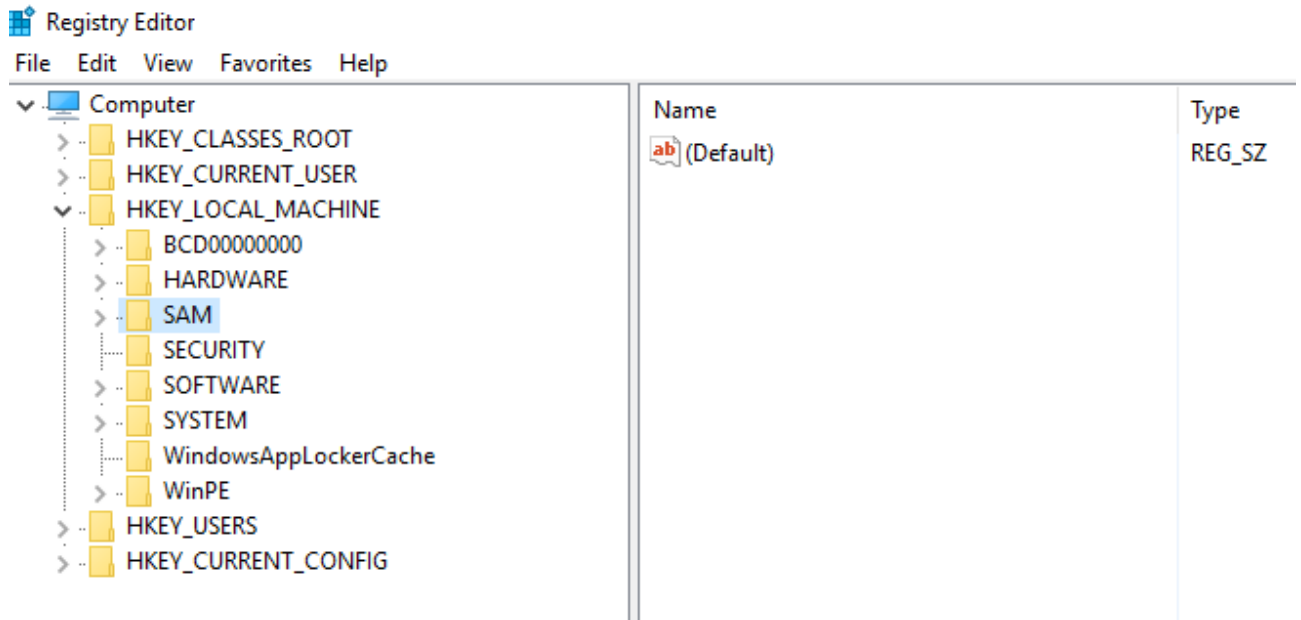 Registry Editor
File Edit View Favorites Help
Computer
HKEY_CLASSES_ROOT
HKEY_CURRENT_USER
HKEY_LOCAL_MACHINE
BCD00000000
HARDWARE
SAM
SECURITY
SOFTWARE
SYSTEM
WindowsAppLockerCache
WinPE
HKEY_USERS
HKEY_CURRENT_CONFIG
Name Type
ab (Default) REG_SZ